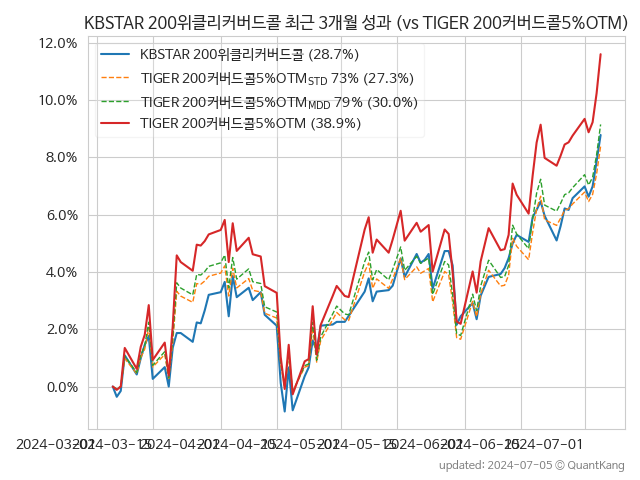 KBSTAR 200위클리커버드콜 최근 3개월 성과 (vs TIGER 200커버드콜5%OTM)
12.0%
10.0%
8.0%
6.0%
4.0%
2.0%
0.0%
KBSTAR 200위클리커버드콜 (28.7%)
TIGER 200커버드콜5%OTM STD 73% (27.3%)
TIGER 200커버드콜5%OTM MDD 79% (30.0%)
TIGER 200커버드콜5%OTM (38.9%)
2024-03-01 2024-03-15 2024-04-01 2024-04-15 2024-05-01 2024-05-15 2024-06-01 2024-06-15 2024-07-01
updated: 2024-07-05 © QuantKang